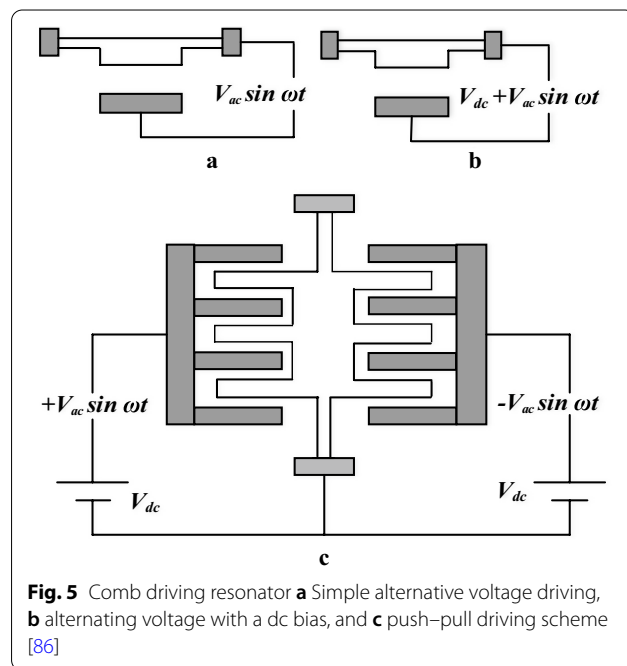 V_ac sin ωt
V_dc +V_ac sin ωt
a
b
+V_ac sin ωt
-V_ac sin ωt
V_dc
V_dc
c
Fig. 5 Comb driving resonator a Simple alternative voltage driving,
b alternating voltage with a dc bias, and c push–pull driving scheme
[86]